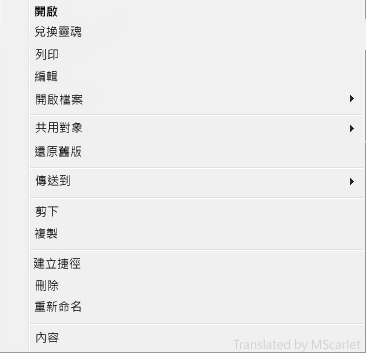 開啟
兌換靈魂
列印
編輯
開啟檔案
共用對象
還原舊版
傳送到
剪下
複製
建立捷徑
刪除
重新命名
內容
Translated by MScarlet